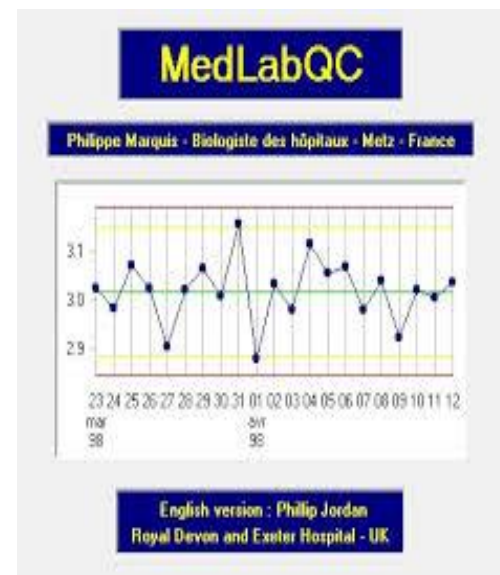 MedLabQC
Philippe Marquis - Biologiste des hôpitaux - Metz - France
3.1
3.0
2.9
23 24 25 26 27 28 29 30 31 01 02 03 04 05 06 07 08 09 10 11 12
mar avr
98 98
English version : Phillip Jordan
Royal Devon and Exeter Hospital - UK